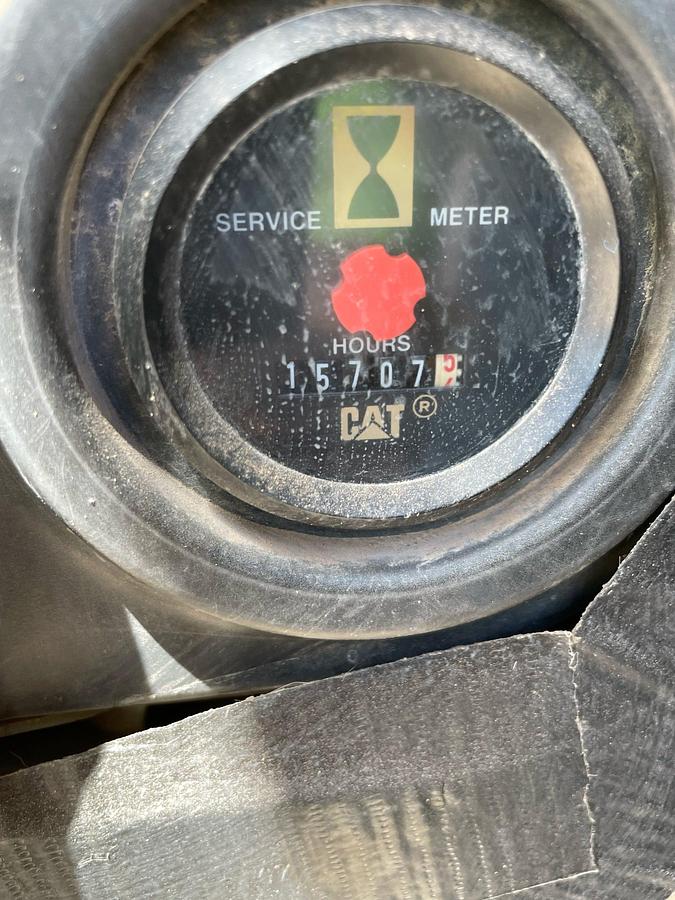 SERVICE METER
HOURS
15707
CAT ®